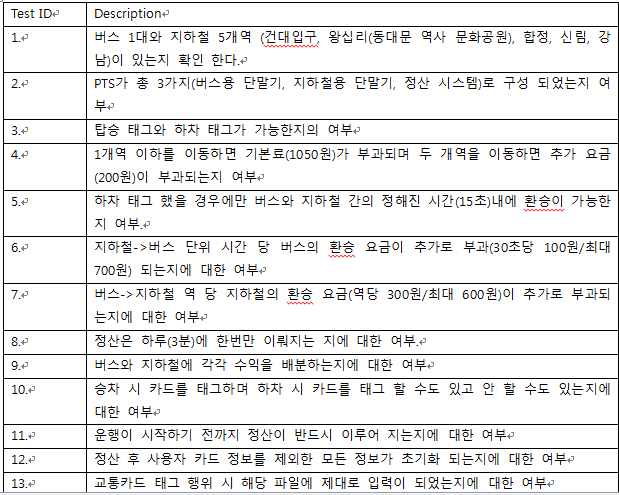 Test ID Description
1. 버스 1대와 지하철 5개역 (건대입구, 왕십리(동대문 역사 문화공원), 합정, 신림, 강
남)이 있는지 확인 한다.
2. PTS가 총 3가지(버스용 단말기, 지하철용 단말기, 정산 시스템)로 구성 되었는지 여
부
3. 탑승 태그와 하차 태그가 가능한지의 여부
4. 1개역 이하를 이동하면 기본료(1050원)가 부과되며 두 개역을 이동하면 추가 요금
(200원)이 부과되는지 여부
5. 하차 태그 했을 경우에만 버스와 지하철 간의 정해진 시간(15초)내에 환승이 가능한
지 여부.
6. 지하철->버스 단위 시간 당 버스의 환승 요금이 추가로 부과(30초당 100원/최대
700원) 되는지에 대한 여부
7. 버스->지하철 역 당 지하철의 환승 요금(역당 300원/최대 600원)이 추가로 부과되
는지에 대한 여부
8. 정산은 하루(3분)에 한번만 이뤄지는 지에 대한 여부.
9. 버스와 지하철에 각각 수익을 배분하는지에 대한 여부
10. 승차 시 카드를 태그하며 하차 시 카드를 태그 할 수도 있고 안 할 수도 있는지에
대한 여부
11. 운행이 시작하기 전까지 정산이 반드시 이루어 지는지에 대한 여부
12. 정산 후 사용자 카드 정보를 제외한 모든 정보가 초기화 되는지에 대한 여부
13. 교통카드 태그 행위 시 해당 파일에 제대로 입력이 되었는지에 대한 여부